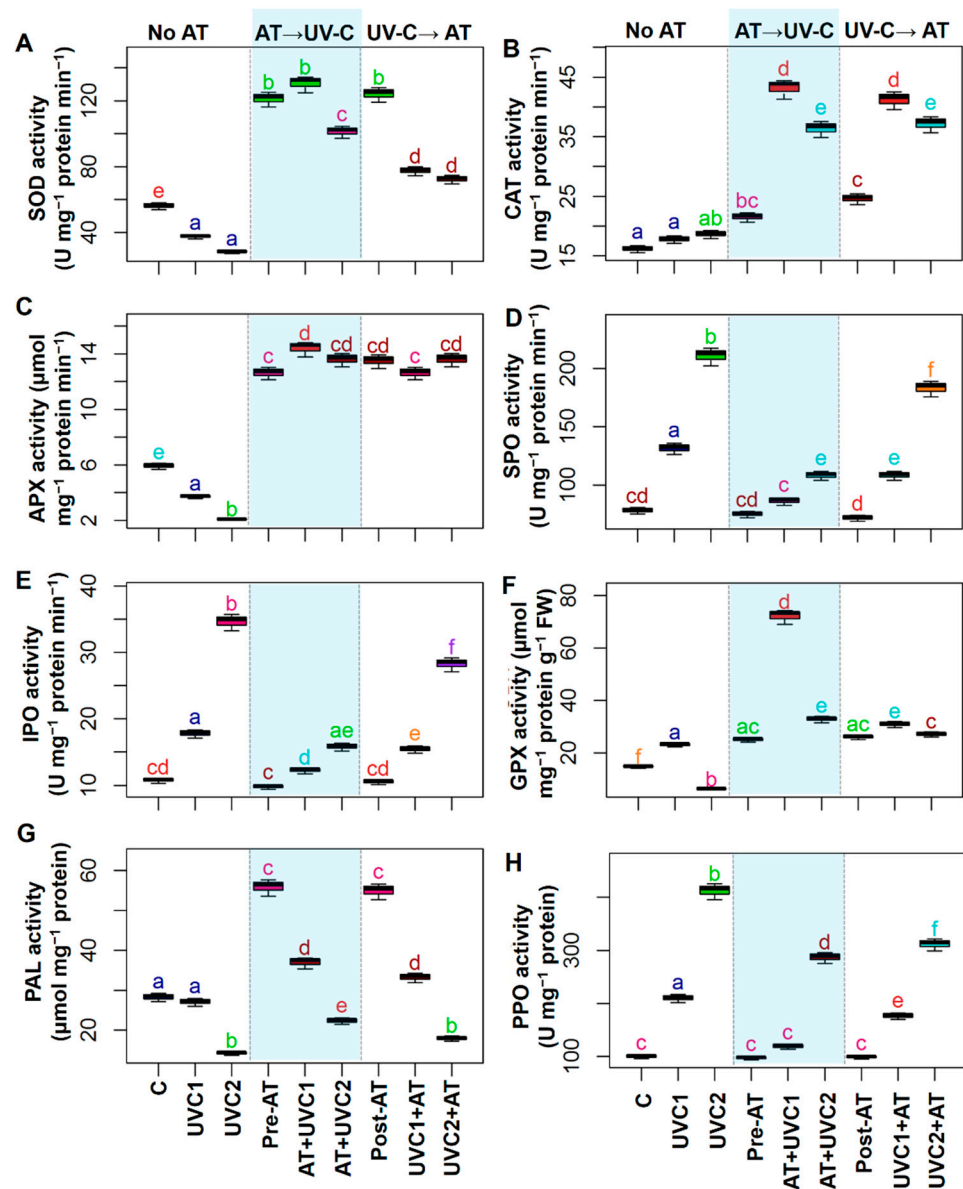 A
No AT
AT→UV-C
UV-C→ AT
SOD activity
(U mg⁻¹ protein min⁻¹)
120
80
40
e
a
a
b
b
c
b
d
d
B
No AT
AT→UV-C
UV-C→ AT
CAT activity
(U mg⁻¹ protein min⁻¹)
45
35
25
15
a
a
ab
bc
d
e
c
d
e
C
APX activity (µmol
mg⁻¹ protein min⁻¹)
14
10
6
2
e
a
b
c
d
cd
cd
c
cd
D
SPO activity
(U mg⁻¹ protein min⁻¹)
200
150
100
cd
a
b
cd
c
e
d
e
f
E
IPO activity
(U mg⁻¹ protein min⁻¹)
40
30
20
10
cd
a
b
c
d
ae
cd
e
f
F
GPX activity (µmol
mg⁻¹ protein g⁻¹ FW)
80
60
40
20
f
a
b
ac
d
e
ac
e
c
G
PAL activity
(µmol mg⁻¹ protein)
60
40
20
a
a
b
c
d
e
c
d
b
C
UVC1
UVC2
Pre-AT
AT+UVC1
AT+UVC2
Post-AT
UVC1+AT
UVC2+AT
H
PPO activity
(U mg⁻¹ protein)
300
100
c
a
b
c
c
d
c
e
f
C
UVC1
UVC2
Pre-AT
AT+UVC1
AT+UVC2
Post-AT
UVC1+AT
UVC2+AT